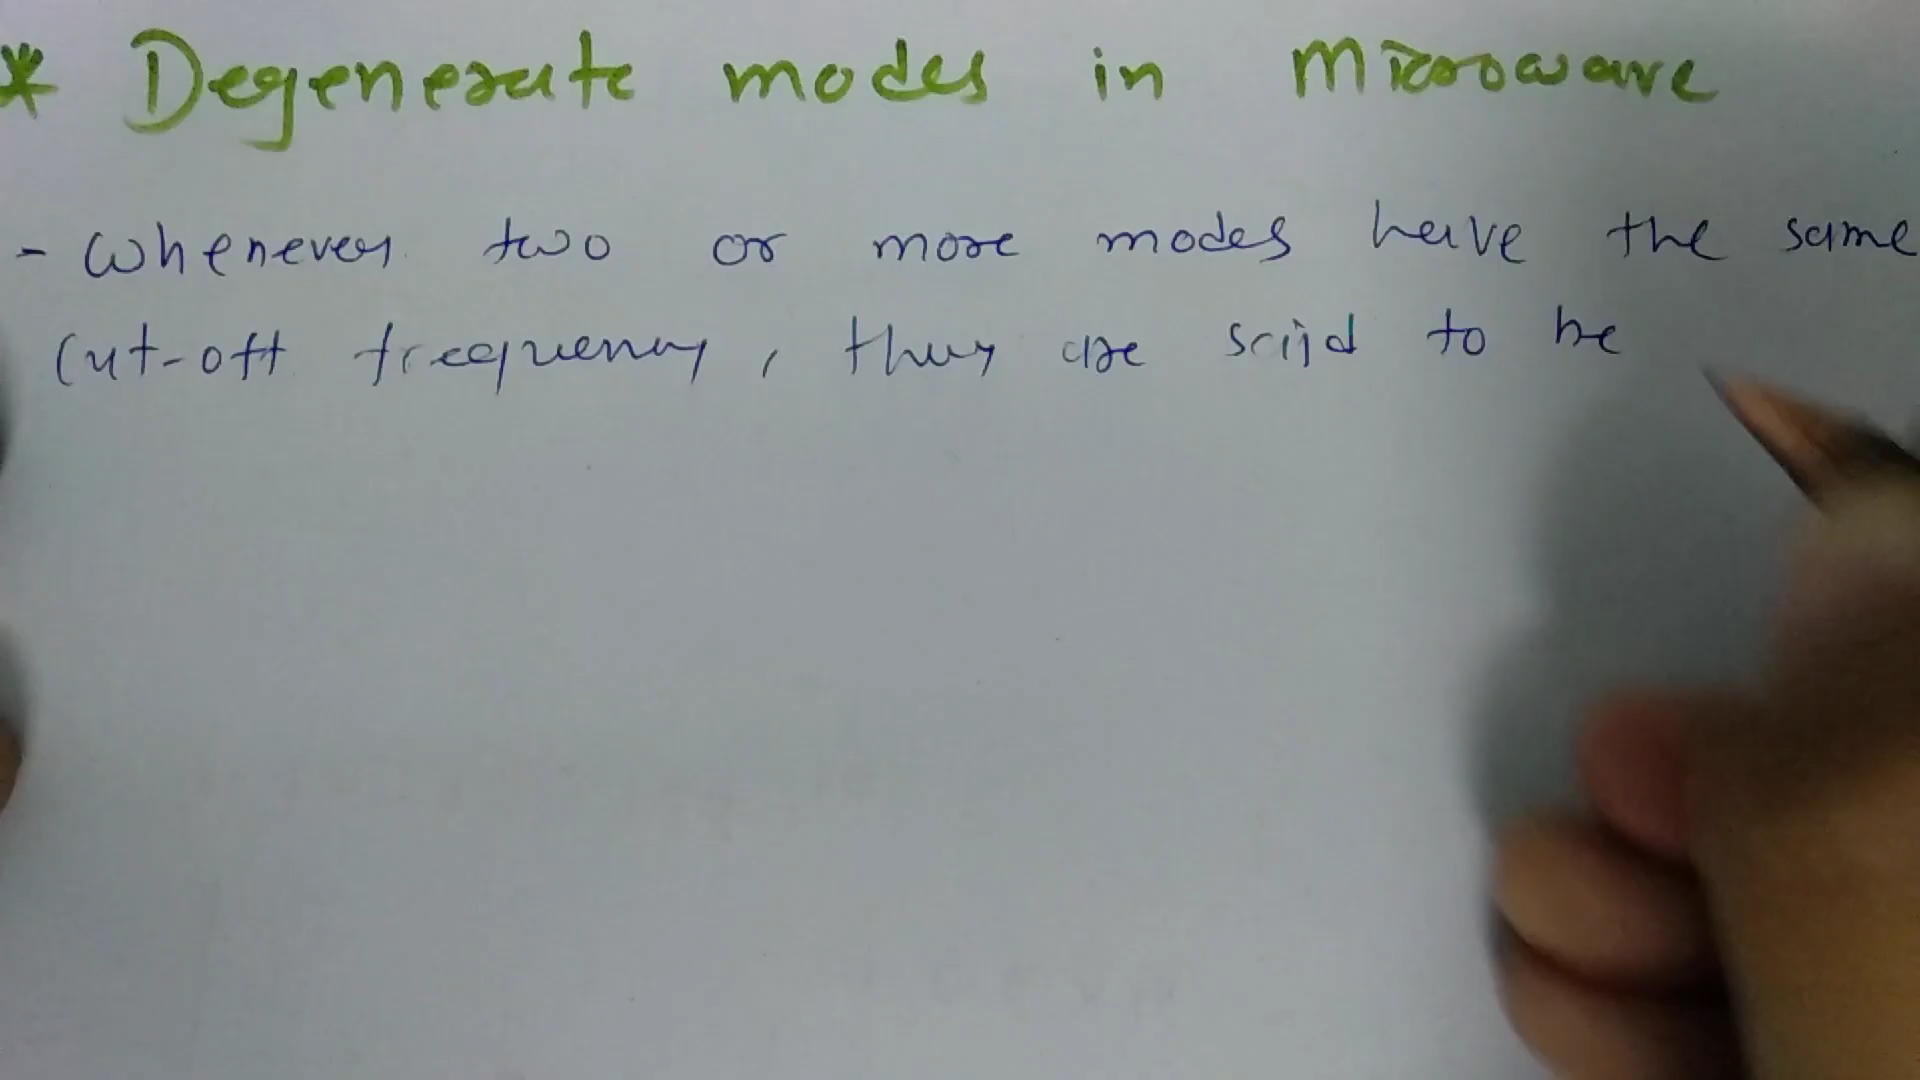 * Degenerate modes in Microwave
- Whenever two or more modes have the same
cut-off frequency, they are said to be